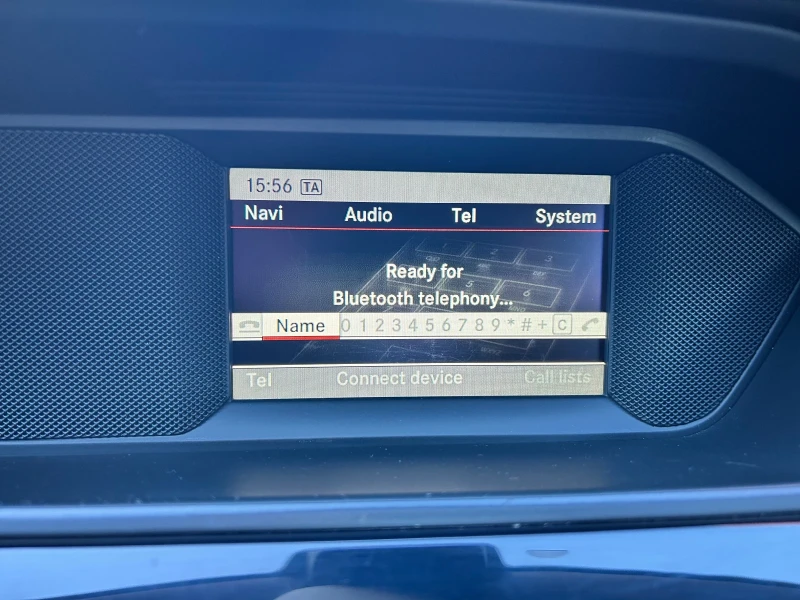 15:56 TA
Navi Audio Tel System
Ready for
Bluetooth telephony...
Name 0 1 2 3 4 5 6 7 8 9 * # + C
Tel Connect device Call lists